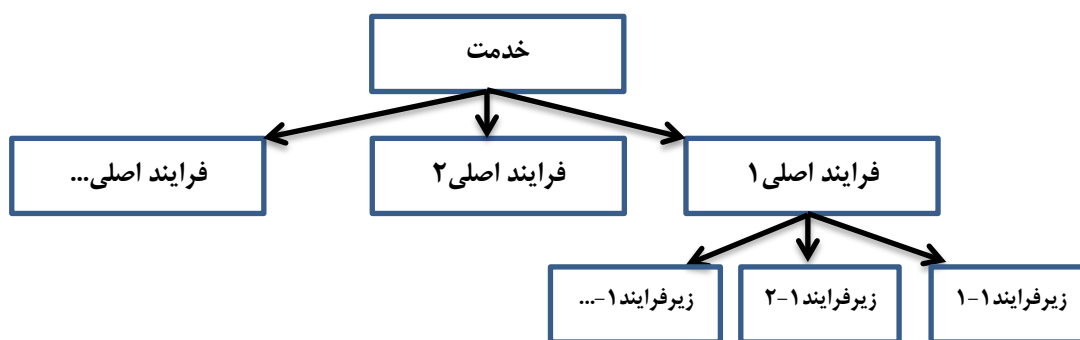 خدمت
فرایند اصلی۱
فرایند اصلی۲
فرایند اصلی...
زیرفرایند۱-۱
زیرفرایند۱-۲
زیرفرایند۱-...